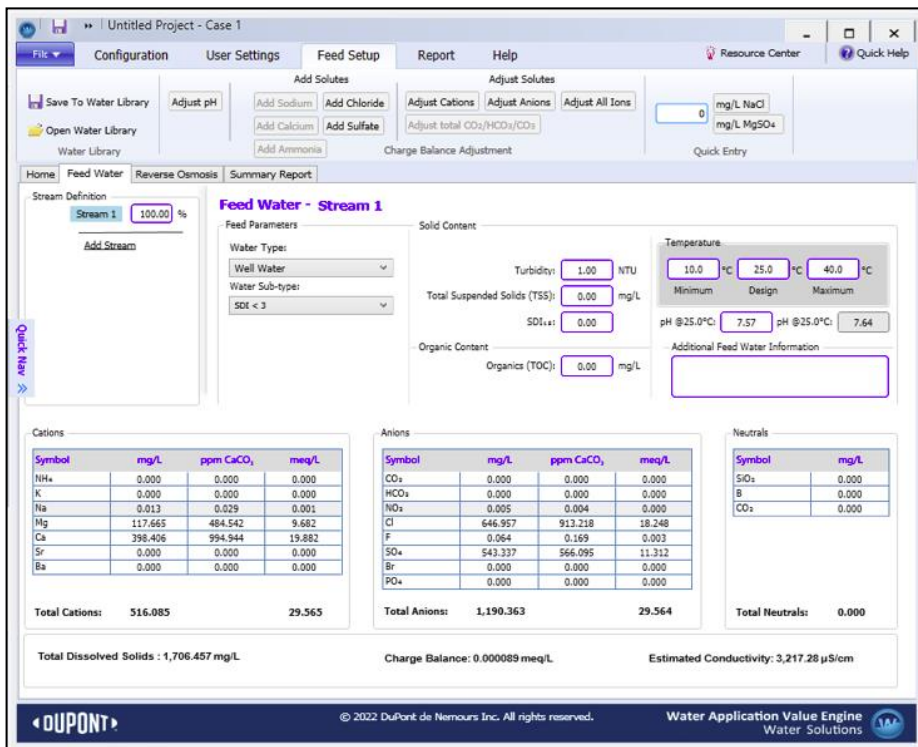 Untitled Project - Case 1
File Configuration User Settings Feed Setup Report Help Resource Center Quick Help
Add Solutes Adjust Solutes
Save To Water Library Adjust pH Add Sodium Add Chloride Adjust Cations Adjust Anions Adjust All Ions 0 mg/L NaCl
Open Water Library Add Calcium Add Sulfate Adjust total CO₂/HCO₃/CO₃ mg/L MgSO₄
Add Ammonia
Water Library Charge Balance Adjustment Quick Entry
Home Feed Water Reverse Osmosis Summary Report
Stream Definition
Stream 1 100.00 %
Add Stream
Quick Nav
Feed Water - Stream 1
Feed Parameters
Water Type:
Well Water
Water Sub-type:
SDI < 3
Solid Content
Turbidity: 1.00 NTU
Total Suspended Solids (TSS): 0.00 mg/L
SDI₁₅: 0.00
Organic Content
Organics (TOC): 0.00 mg/L
Temperature
10.0 °C 25.0 °C 40.0 °C
Minimum Design Maximum
pH @25.0°C: 7.57 pH @25.0°C: 7.64
Additional Feed Water Information
Cations
Symbol mg/L ppm CaCO₃ meq/L
NH₄ 0.000 0.000 0.000
K 0.000 0.000 0.000
Na 0.013 0.029 0.001
Mg 117.665 484.542 9.682
Ca 398.406 994.944 19.882
Sr 0.000 0.000 0.000
Ba 0.000 0.000 0.000
Total Cations: 516.085 29.565
Anions
Symbol mg/L ppm CaCO₃ meq/L
CO₃ 0.000 0.000 0.000
HCO₃ 0.000 0.000 0.000
NO₃ 0.005 0.004 0.000
Cl 646.957 913.218 18.248
F 0.064 0.169 0.003
SO₄ 543.337 566.095 11.312
Br 0.000 0.000 0.000
PO₄ 0.000 0.000 0.000
Total Anions: 1,190.363 29.564
Neutrals
Symbol mg/L
SiO₂ 0.000
B 0.000
CO₂ 0.000
Total Neutrals: 0.000
Total Dissolved Solids : 1,706.457 mg/L Charge Balance: 0.000089 meq/L Estimated Conductivity: 3,217.28 µS/cm
DUPONT © 2022 DuPont de Nemours Inc. All rights reserved. Water Application Value Engine
Water Solutions